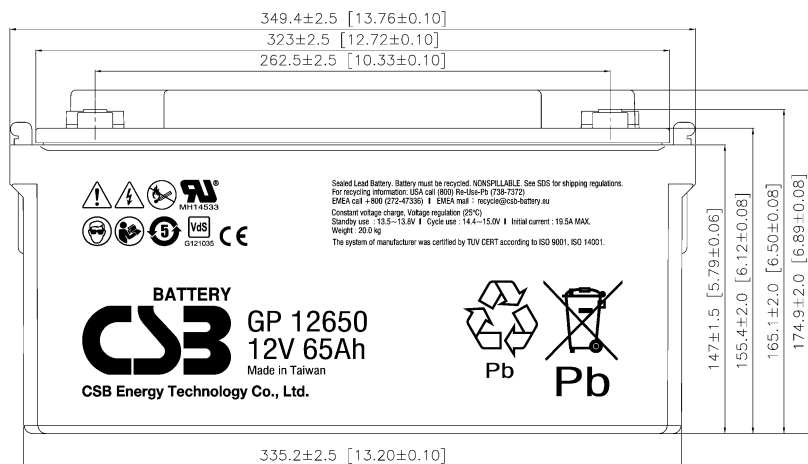 349.4±2.5 [13.76±0.10]
323±2.5 [12.72±0.10]
262.5±2.5 [10.33±0.10]
MH14533
5
VdS
G121035
CE
Sealed Lead Battery. Battery must be recycled. NONSPILLABLE. See SDS for shipping regulations.
For recycling information: USA call (800) Re-Use-Pb (738-7372)
EMEA call +800 (272-47336) I EMEA mail : recycle@csb-battery.eu
Constant voltage charge, Voltage regulation (25°C)
Standby use : 13.5~13.8V I Cycle use : 14.4~15.0V I Initial current : 19.5A MAX.
Weight : 20.0 kg
The system of manufacturer was certified by TUV CERT according to ISO 9001, ISO 14001.
BATTERY
CSB
GP 12650
12V 65Ah
Made in Taiwan
CSB Energy Technology Co., Ltd.
Pb
Pb
147±1.5 [5.79±0.06]
155.4±2.0 [6.12±0.08]
165.1±2.0 [6.50±0.08]
174.9±2.0 [6.89±0.08]
335.2±2.5 [13.20±0.10]